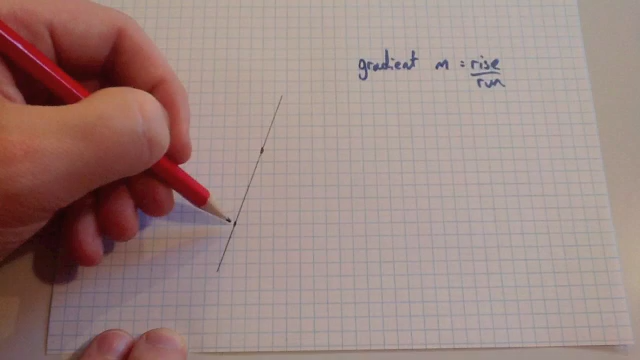 gradient m = rise
run